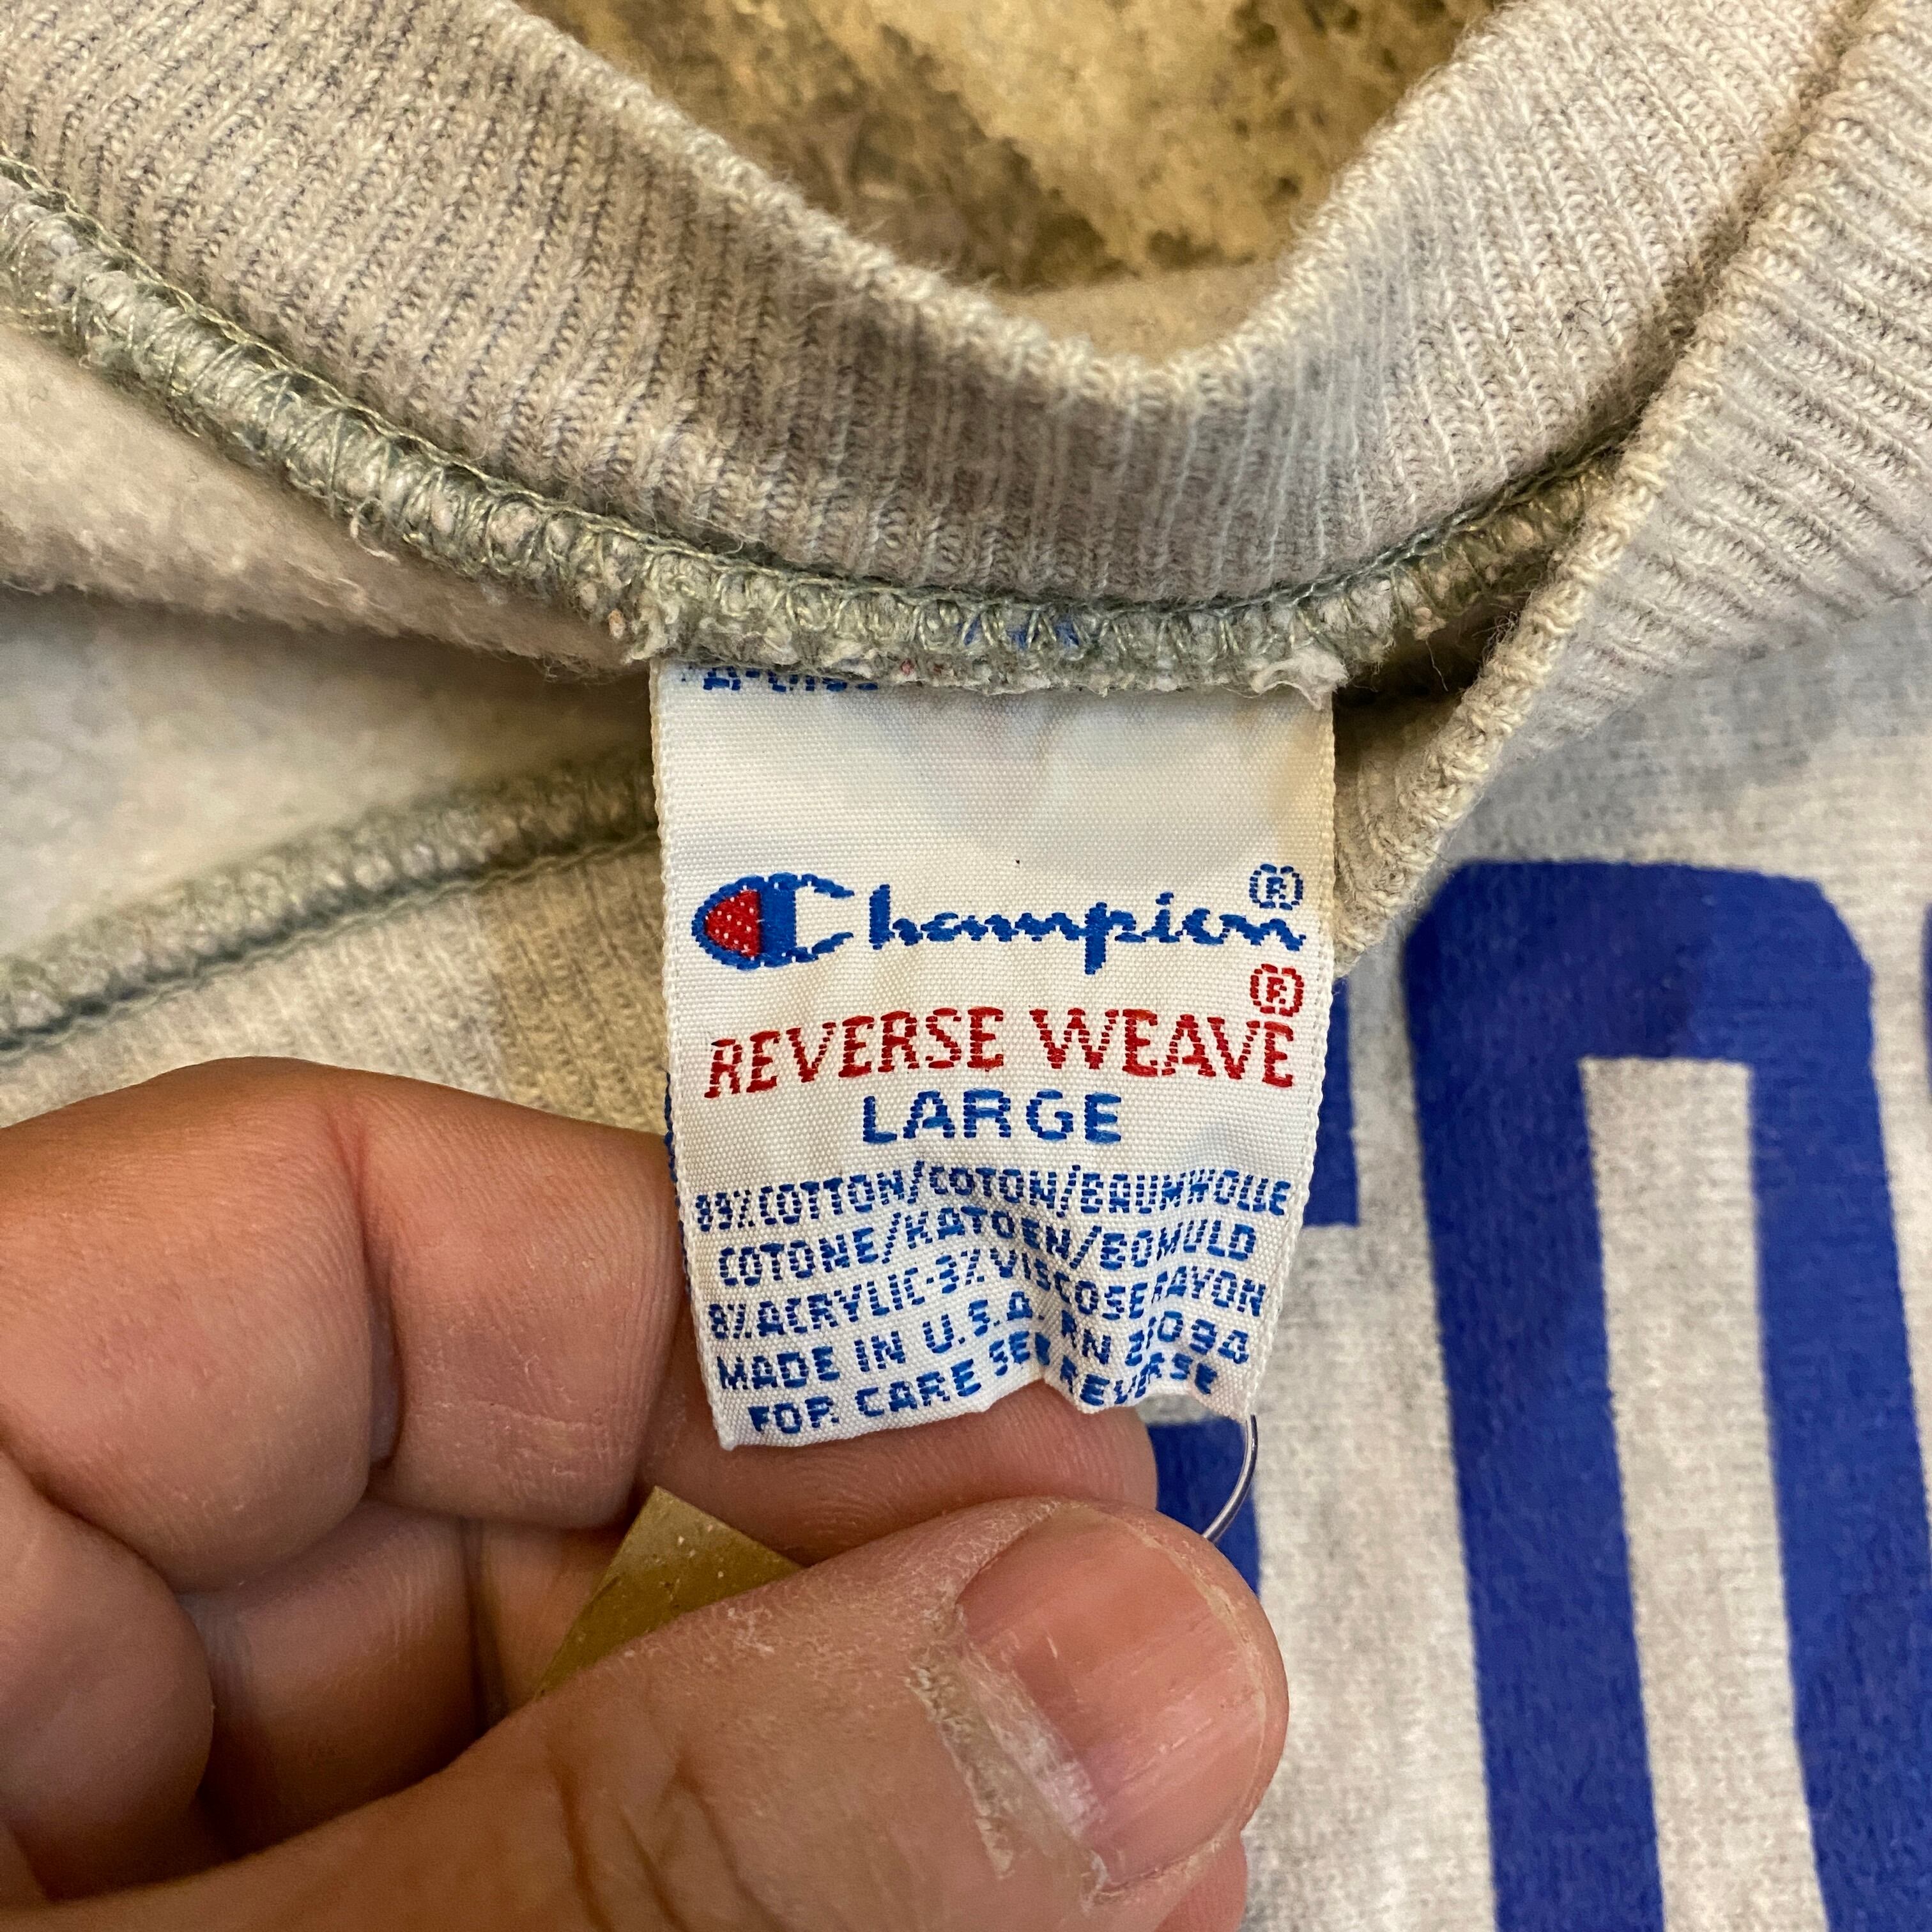 Champion®
REVERSE WEAVE®
LARGE
89% COTTON/COTON/BAUMWOLLE
COTONE/KATOEN/BOMULD
8% ACRYLIC-3% VISCOSE RAYON
MADE IN U.S.A. RN 26094
FOR CARE SEE REVERSE